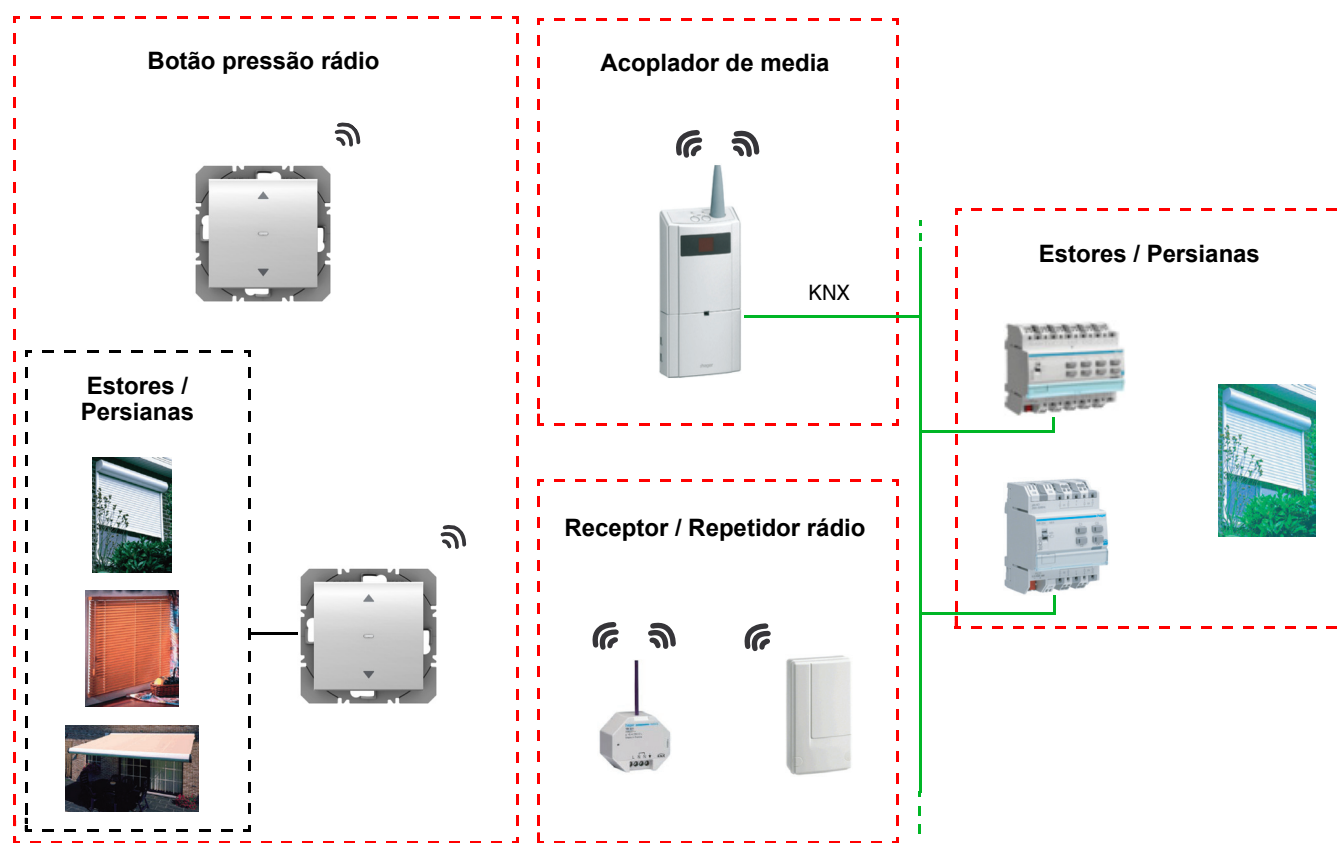 Botão pressão rádio
Acoplador de media
Estores / Persianas
KNX
Estores /
Persianas
Receptor / Repetidor rádio